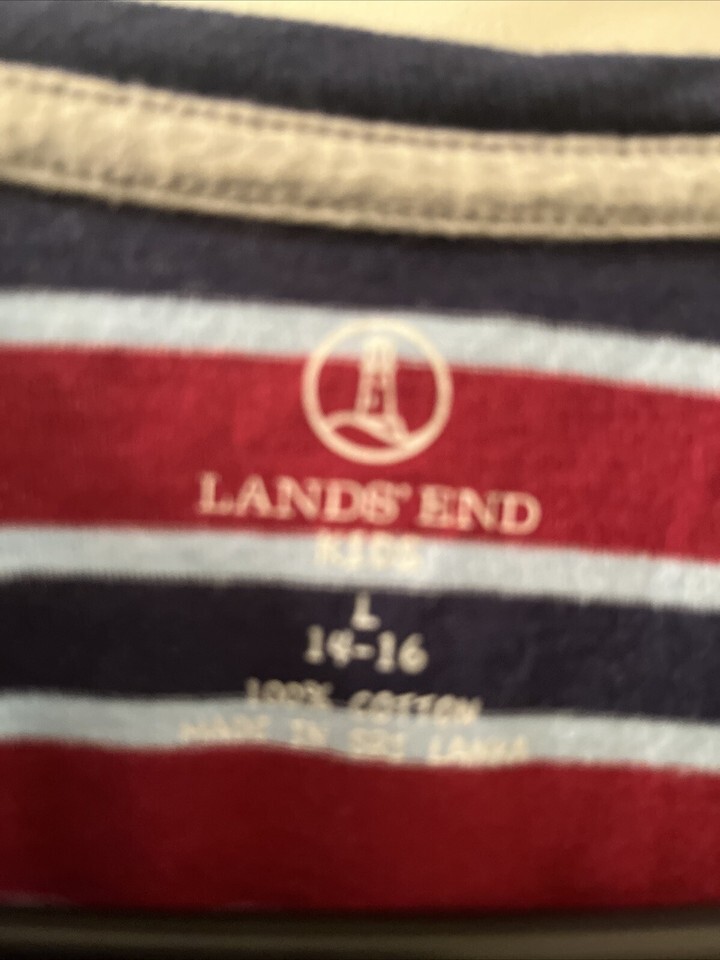 LANDS' END
KIDS
L
14-16
100% COTTON
MADE IN SRI LANKA